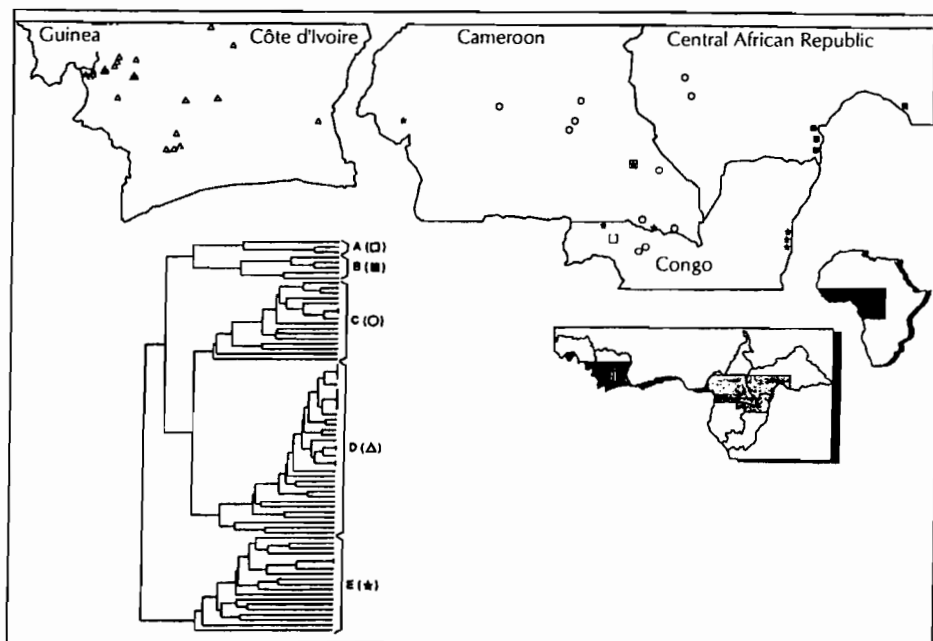 Guinea
Côte d'Ivoire
Cameroon
Central African Republic
Congo
A (□)
B (■)
C (○)
D (△)
E (★)